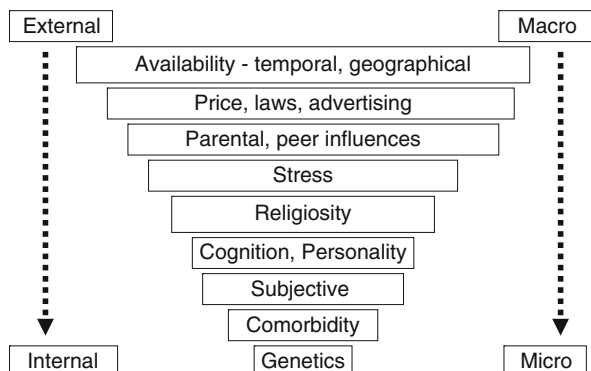 External
Macro
Availability - temporal, geographical
Price, laws, advertising
Parental, peer influences
Stress
Religiosity
Cognition, Personality
Subjective
Comorbidity
Internal
Genetics
Micro